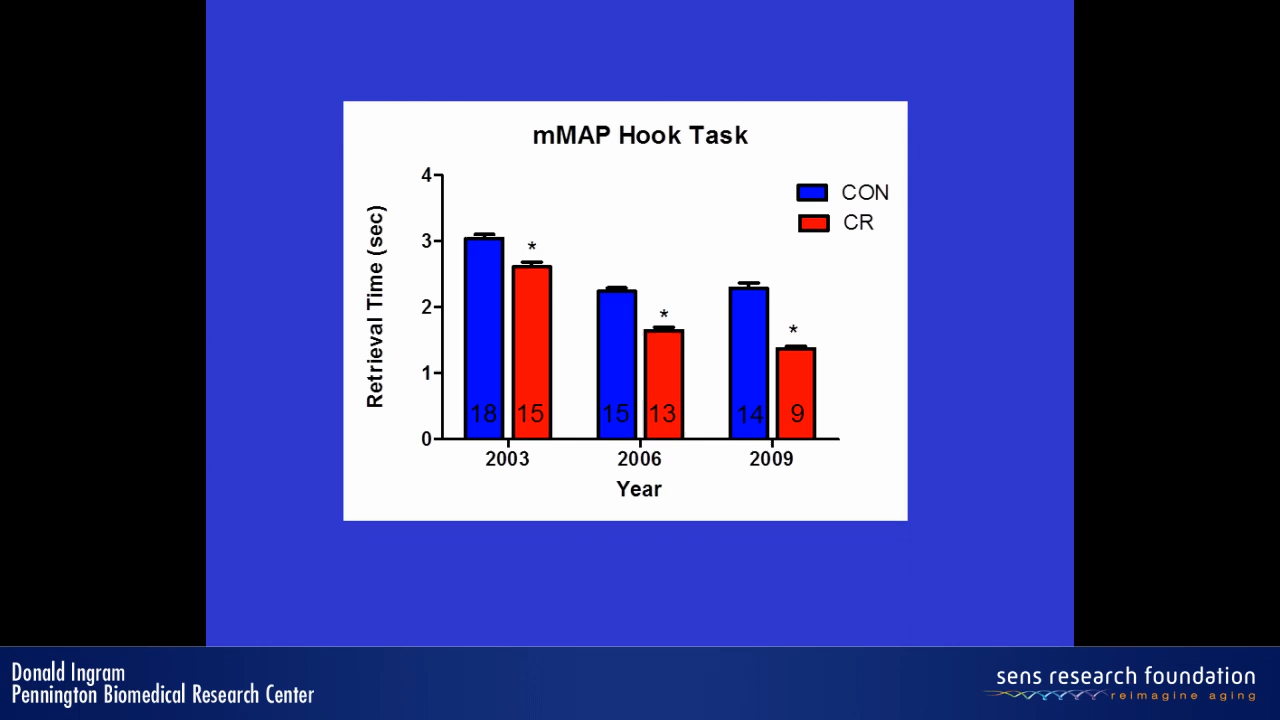 mMAP Hook Task
4
3
2
1
0
Retrieval Time (sec)
CON
CR
*
*
*
18
15
15
13
14
9
2003
2006
2009
Year
Donald Ingram
Pennington Biomedical Research Center
sens research foundation
reimagine aging